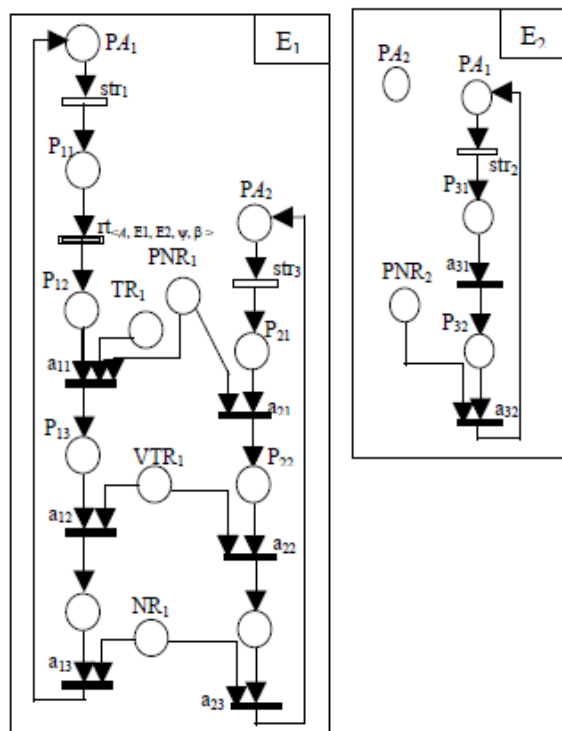 E₁
PA₁
str₁
P₁₁
rt<A, E1, E2, ψ, β >
P₁₂
TR₁
PNR₁
a₁₁
P₁₃
VTR₁
a₁₂
NR₁
a₁₃
PA₂
str₃
P₂₁
a₂₁
P₂₂
a₂₂
a₂₃
E₂
PA₂
PA₁
str₂
P₃₁
a₃₁
PNR₂
P₃₂
a₃₂